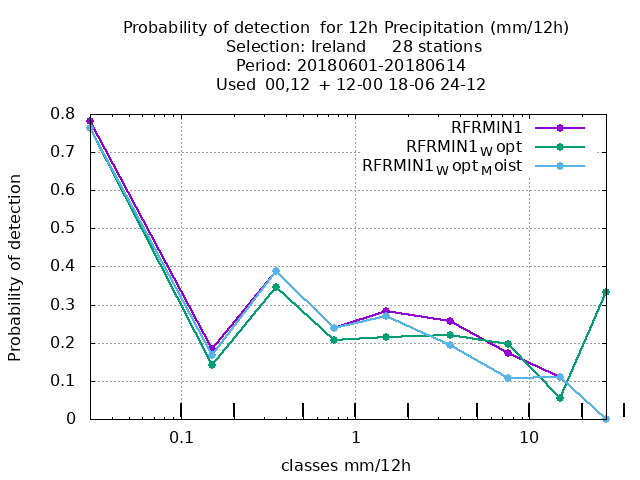 Probability of detection for 12h Precipitation (mm/12h)
Selection: Ireland 28 stations
Period: 20180601-20180614
Used 00,12 + 12-00 18-06 24-12
RFRMIN1
RFRMIN1Wopt
RFRMIN1WoptMoist
Probability of detection
0.8
0.7
0.6
0.5
0.4
0.3
0.2
0.1
0
0.1 1 10
classes mm/12h